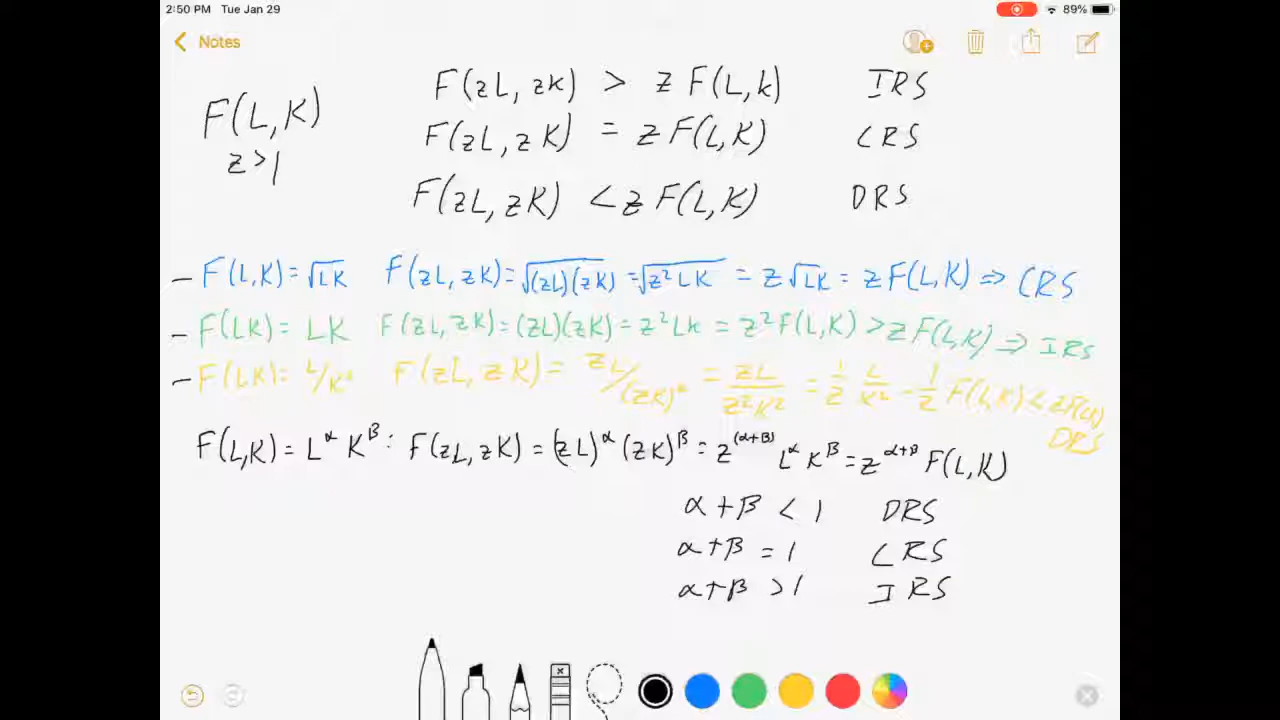 2:50 PM Tue Jan 29 89%
Notes
F(L,K)
z>1
F(zL, zK) > z F(L,K) IRS
F(zL, zK) = z F(L,K) CRS
F(zL, zK) < z F(L,K) DRS
– F(L,K) = √LK F(zL, zK) = √(zL)(zK) = √z²LK = z√LK = zF(L,K) ⇒ CRS
– F(LK) = LK F(zL, zK) = (zL)(zK) = z²LK = z²F(L,K) > zF(L,K) ⇒ IRS
– F(LK) = L/K² F(zL, zK) = zL/(zK)² = zL/z²K² = 1/z L/K² = 1/z F(L,K) < zF(L,K)
DRS
F(L,K) = L^α K^β : F(zL, zK) = (zL)^α (zK)^β = z^(α+β) L^α K^β = z^α+β F(L,K)
α+β < 1 DRS
α+β = 1 CRS
α+β > 1 IRS